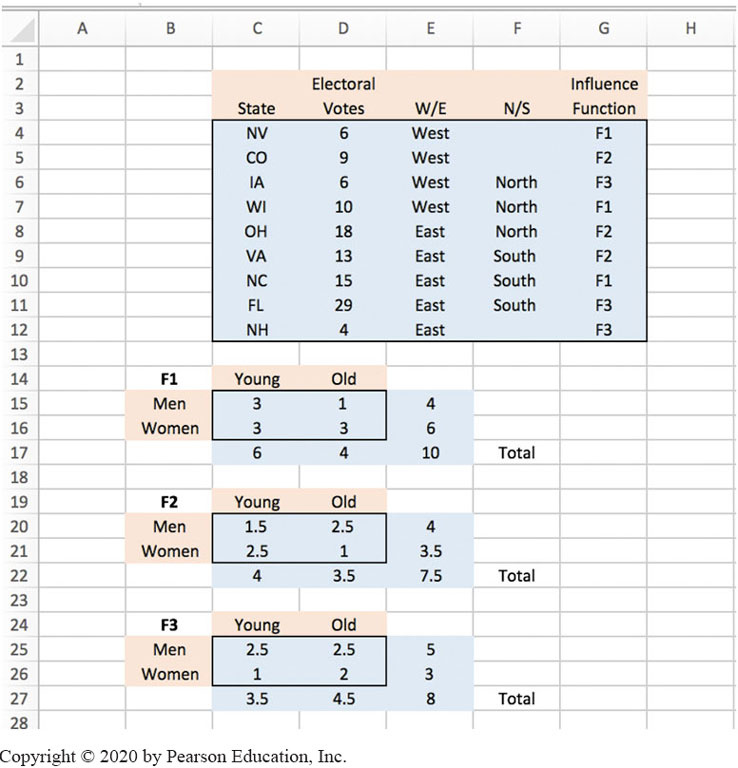 A B C D E F G H
1
2 Electoral Influence
3 State Votes W/E N/S Function
4 NV 6 West F1
5 CO 9 West F2
6 IA 6 West North F3
7 WI 10 West North F1
8 OH 18 East North F2
9 VA 13 East South F2
10 NC 15 East South F1
11 FL 29 East South F3
12 NH 4 East F3
13
14 F1 Young Old
15 Men 3 1 4
16 Women 3 3 6
17 6 4 10 Total
18
19 F2 Young Old
20 Men 1.5 2.5 4
21 Women 2.5 1 3.5
22 4 3.5 7.5 Total
23
24 F3 Young Old
25 Men 2.5 2.5 5
26 Women 1 2 3
27 3.5 4.5 8 Total
28
Copyright © 2020 by Pearson Education, Inc.